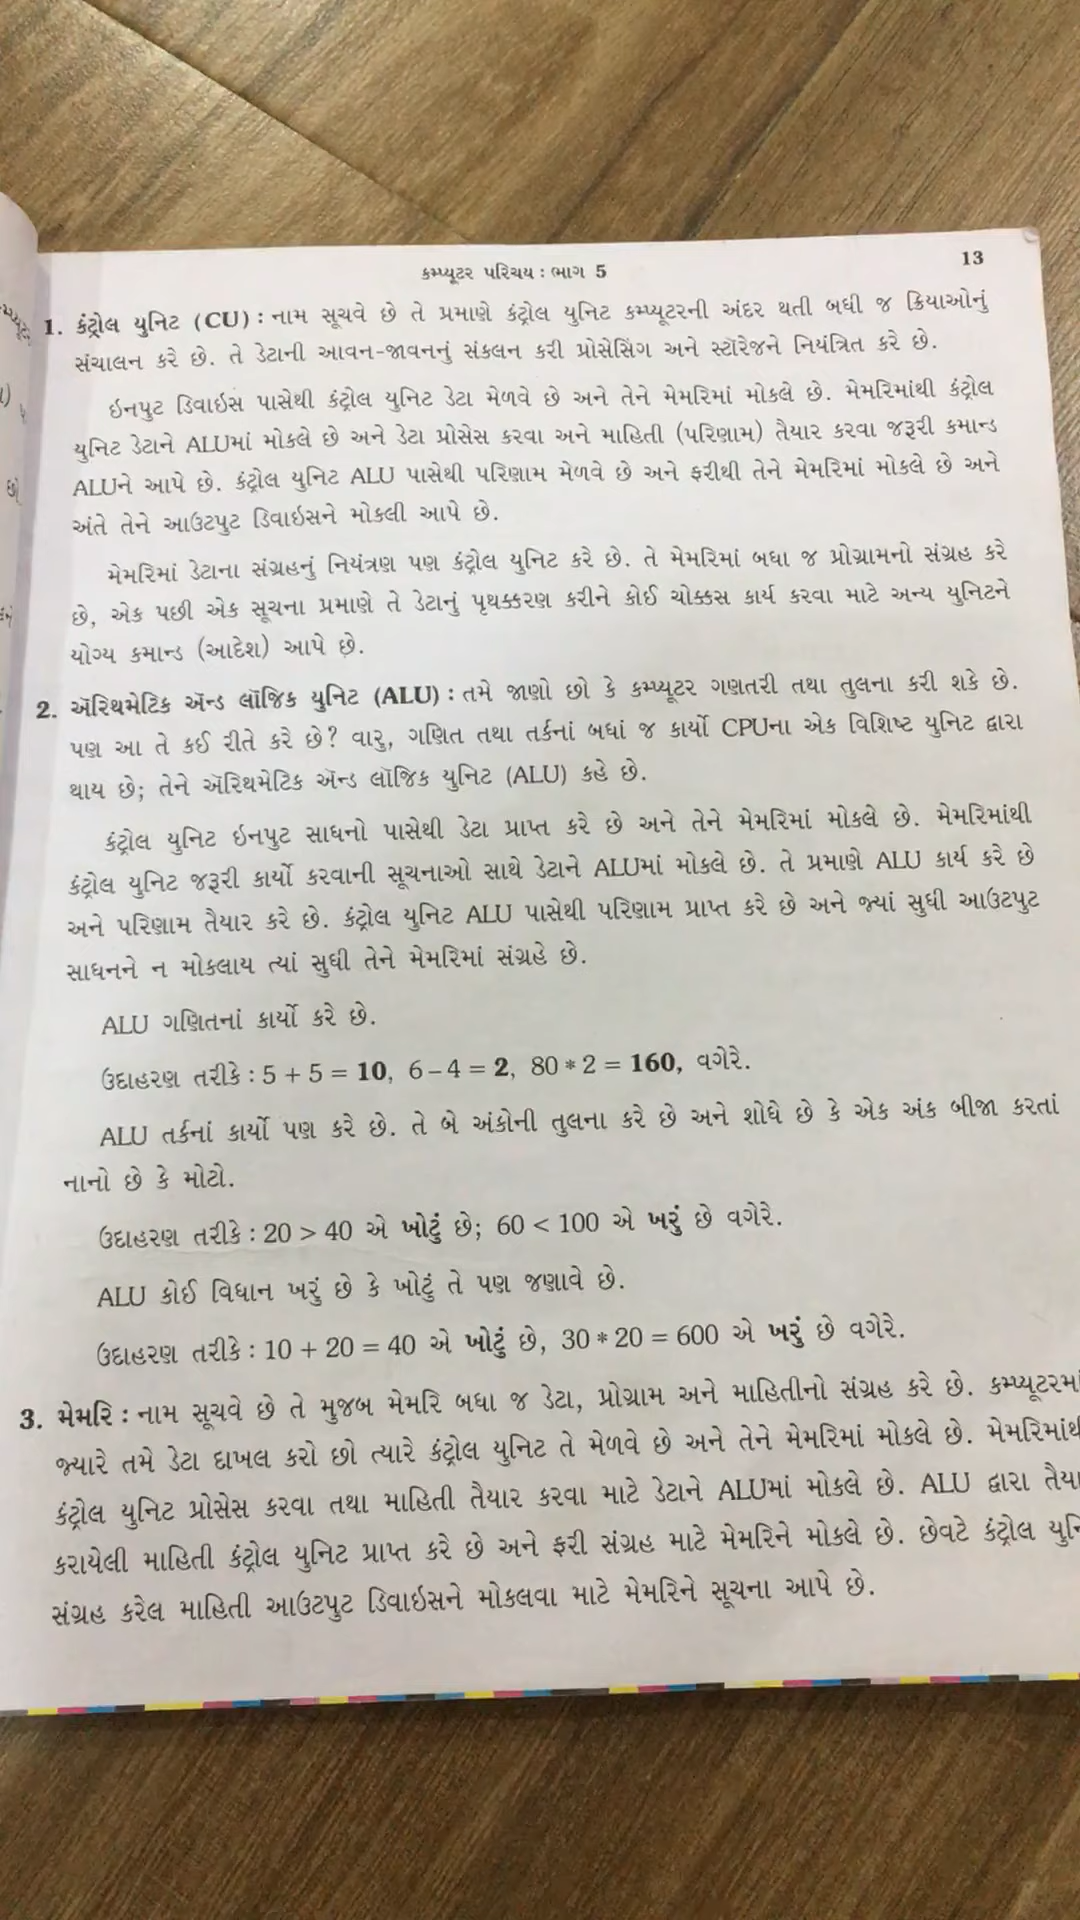 કમ્પ્યૂટર પરિચય : ભાગ 5
13
1. કંટ્રોલ યુનિટ (CU) : નામ સૂચવે છે તે પ્રમાણે કંટ્રોલ યુનિટ કમ્પ્યૂટરની અંદર થતી બધી જ ક્રિયાઓનું
સંચાલન કરે છે. તે ડેટાની આવન-જાવનનું સંકલન કરી પ્રોસેસિંગ અને સ્ટૉરેજને નિયંત્રિત કરે છે.
ઇનપુટ ડિવાઇસ પાસેથી કંટ્રોલ યુનિટ ડેટા મેળવે છે અને તેને મેમરિમાં મોકલે છે. મેમરિમાંથી કંટ્રોલ
યુનિટ ડેટાને ALUમાં મોકલે છે અને ડેટા પ્રોસેસ કરવા અને માહિતી (પરિણામ) તૈયાર કરવા જરૂરી કમાન્ડ
ALUને આપે છે. કંટ્રોલ યુનિટ ALU પાસેથી પરિણામ મેળવે છે અને ફરીથી તેને મેમરિમાં મોકલે છે અને
અંતે તેને આઉટપુટ ડિવાઇસને મોકલી આપે છે.
મેમરિમાં ડેટાના સંગ્રહનું નિયંત્રણ પણ કંટ્રોલ યુનિટ કરે છે. તે મેમરિમાં બધા જ પ્રોગ્રામનો સંગ્રહ કરે
છે, એક પછી એક સૂચના પ્રમાણે તે ડેટાનું પૃથક્કરણ કરીને કોઈ ચોક્કસ કાર્ય કરવા માટે અન્ય યુનિટને
યોગ્ય કમાન્ડ (આદેશ) આપે છે.
2. ઍરિથમેટિક ઍન્ડ લૉજિક યુનિટ (ALU) : તમે જાણો છો કે કમ્પ્યૂટર ગણતરી તથા તુલના કરી શકે છે.
પણ આ તે કઈ રીતે કરે છે? વારુ, ગણિત તથા તર્કનાં બધાં જ કાર્યો CPUના એક વિશિષ્ટ યુનિટ દ્વારા
થાય છે; તેને ઍરિથમેટિક ઍન્ડ લૉજિક યુનિટ (ALU) કહે છે.
કંટ્રોલ યુનિટ ઇનપુટ સાધનો પાસેથી ડેટા પ્રાપ્ત કરે છે અને તેને મેમરિમાં મોકલે છે. મેમરિમાંથી
કંટ્રોલ યુનિટ જરૂરી કાર્યો કરવાની સૂચનાઓ સાથે ડેટાને ALUમાં મોકલે છે. તે પ્રમાણે ALU કાર્ય કરે છે
અને પરિણામ તૈયાર કરે છે. કંટ્રોલ યુનિટ ALU પાસેથી પરિણામ પ્રાપ્ત કરે છે અને જ્યાં સુધી આઉટપુટ
સાધનને ન મોકલાય ત્યાં સુધી તેને મેમરિમાં સંગ્રહે છે.
ALU ગણિતનાં કાર્યો કરે છે.
ઉદાહરણ તરીકે : 5 + 5 = 10, 6 – 4 = 2, 80 * 2 = 160, વગેરે.
ALU તર્કનાં કાર્યો પણ કરે છે. તે બે અંકોની તુલના કરે છે અને શોધે છે કે એક અંક બીજા કરતાં
નાનો છે કે મોટો.
ઉદાહરણ તરીકે : 20 > 40 એ ખોટું છે; 60 < 100 એ ખરું છે વગેરે.
ALU કોઈ વિધાન ખરું છે કે ખોટું તે પણ જણાવે છે.
ઉદાહરણ તરીકે : 10 + 20 = 40 એ ખોટું છે, 30 * 20 = 600 એ ખરું છે વગેરે.
3. મેમરિ : નામ સૂચવે છે તે મુજબ મેમરિ બધા જ ડેટા, પ્રોગ્રામ અને માહિતીનો સંગ્રહ કરે છે.
જ્યારે તમે ડેટા દાખલ કરો છો ત્યારે કંટ્રોલ યુનિટ તે મેળવે છે અને તેને મેમરિમાં મોકલે છે.
કંટ્રોલ યુનિટ પ્રોસેસ કરવા તથા માહિતી તૈયાર કરવા માટે ડેટાને ALUમાં મોકલે છે. ALU દ્વારા
કરાયેલી માહિતી કંટ્રોલ યુનિટ પ્રાપ્ત કરે છે અને ફરી સંગ્રહ માટે મેમરિને મોકલે છે. છેવટે કંટ્રોલ
સંગ્રહ કરેલ માહિતી આઉટપુટ ડિવાઇસને મોકલવા માટે મેમરિને સૂચના આપે છે.